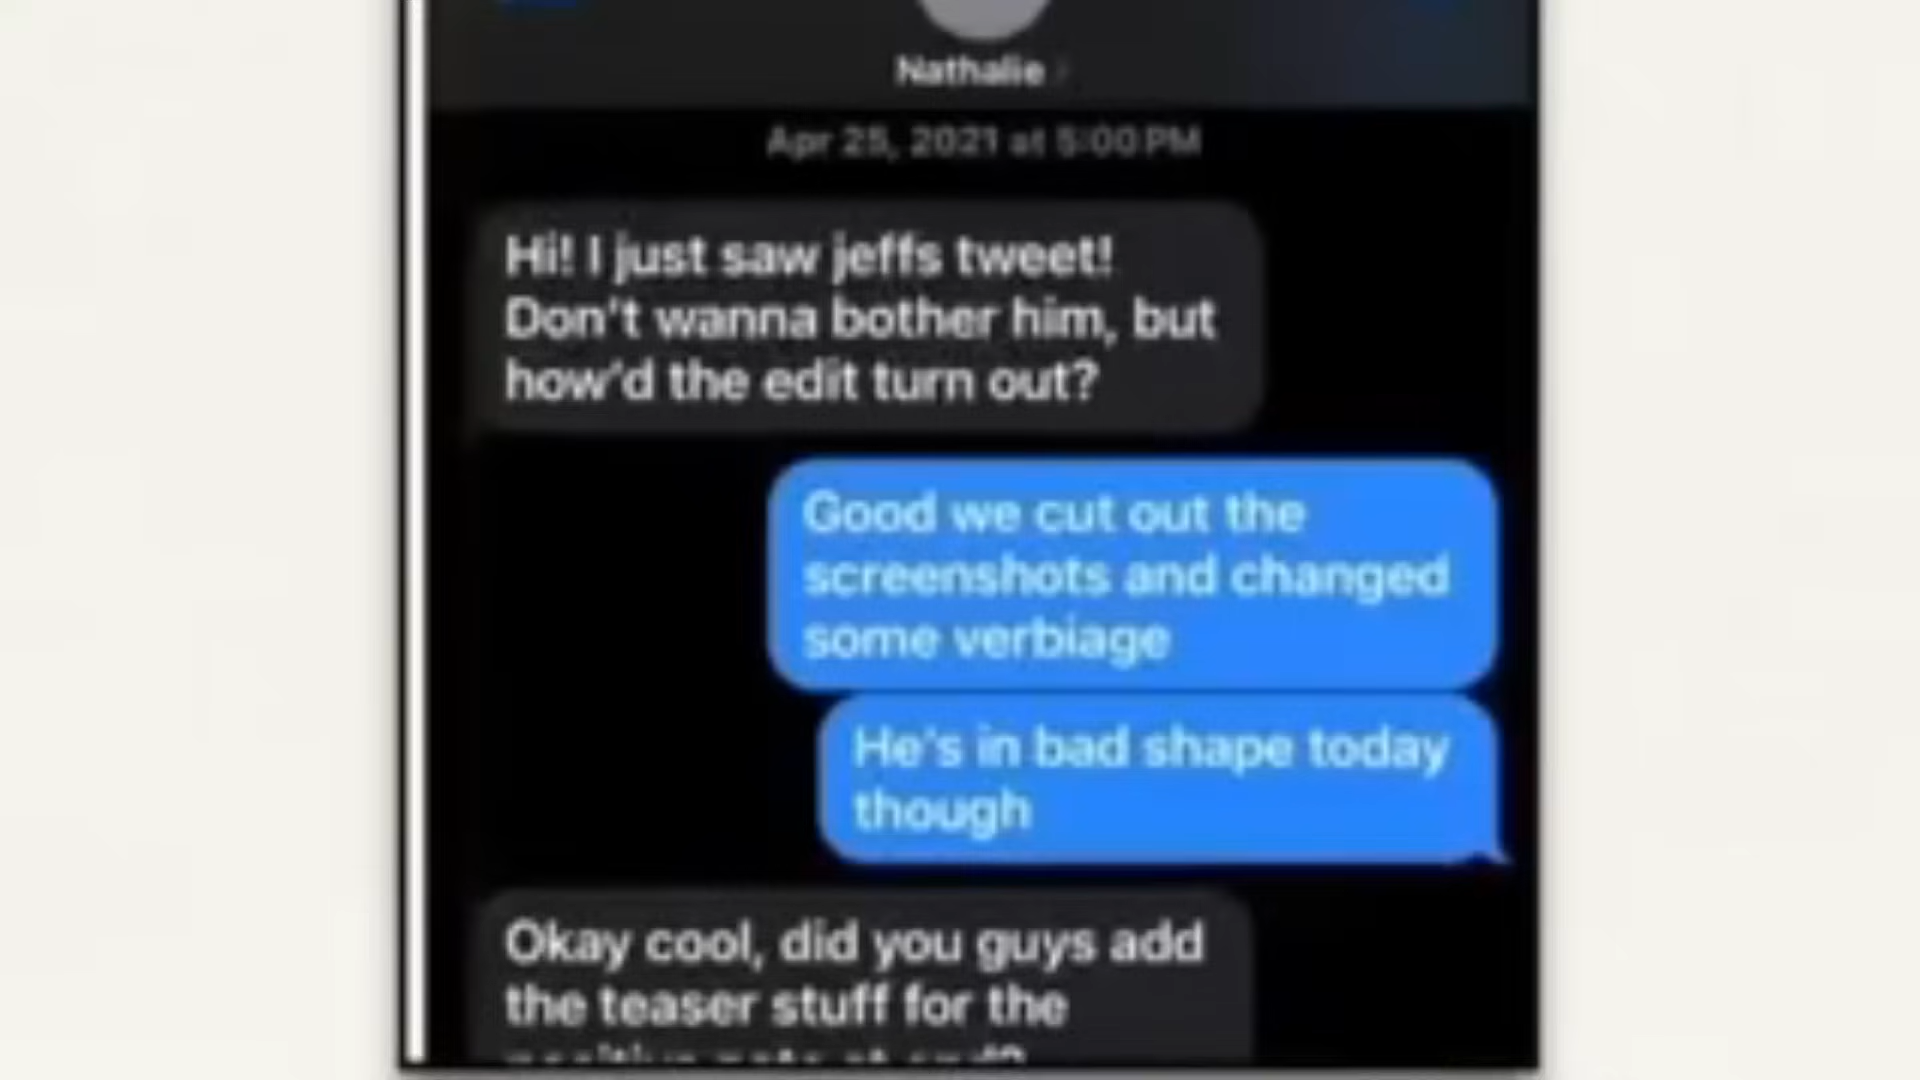 Nathalie
Apr 25, 2021 at 5:00 PM
Hi! I just saw jeffs tweet!
Don't wanna bother him, but
how'd the edit turn out?
Good we cut out the
screenshots and changed
some verbiage
He's in bad shape today
though
Okay cool, did you guys add
the teaser stuff for the